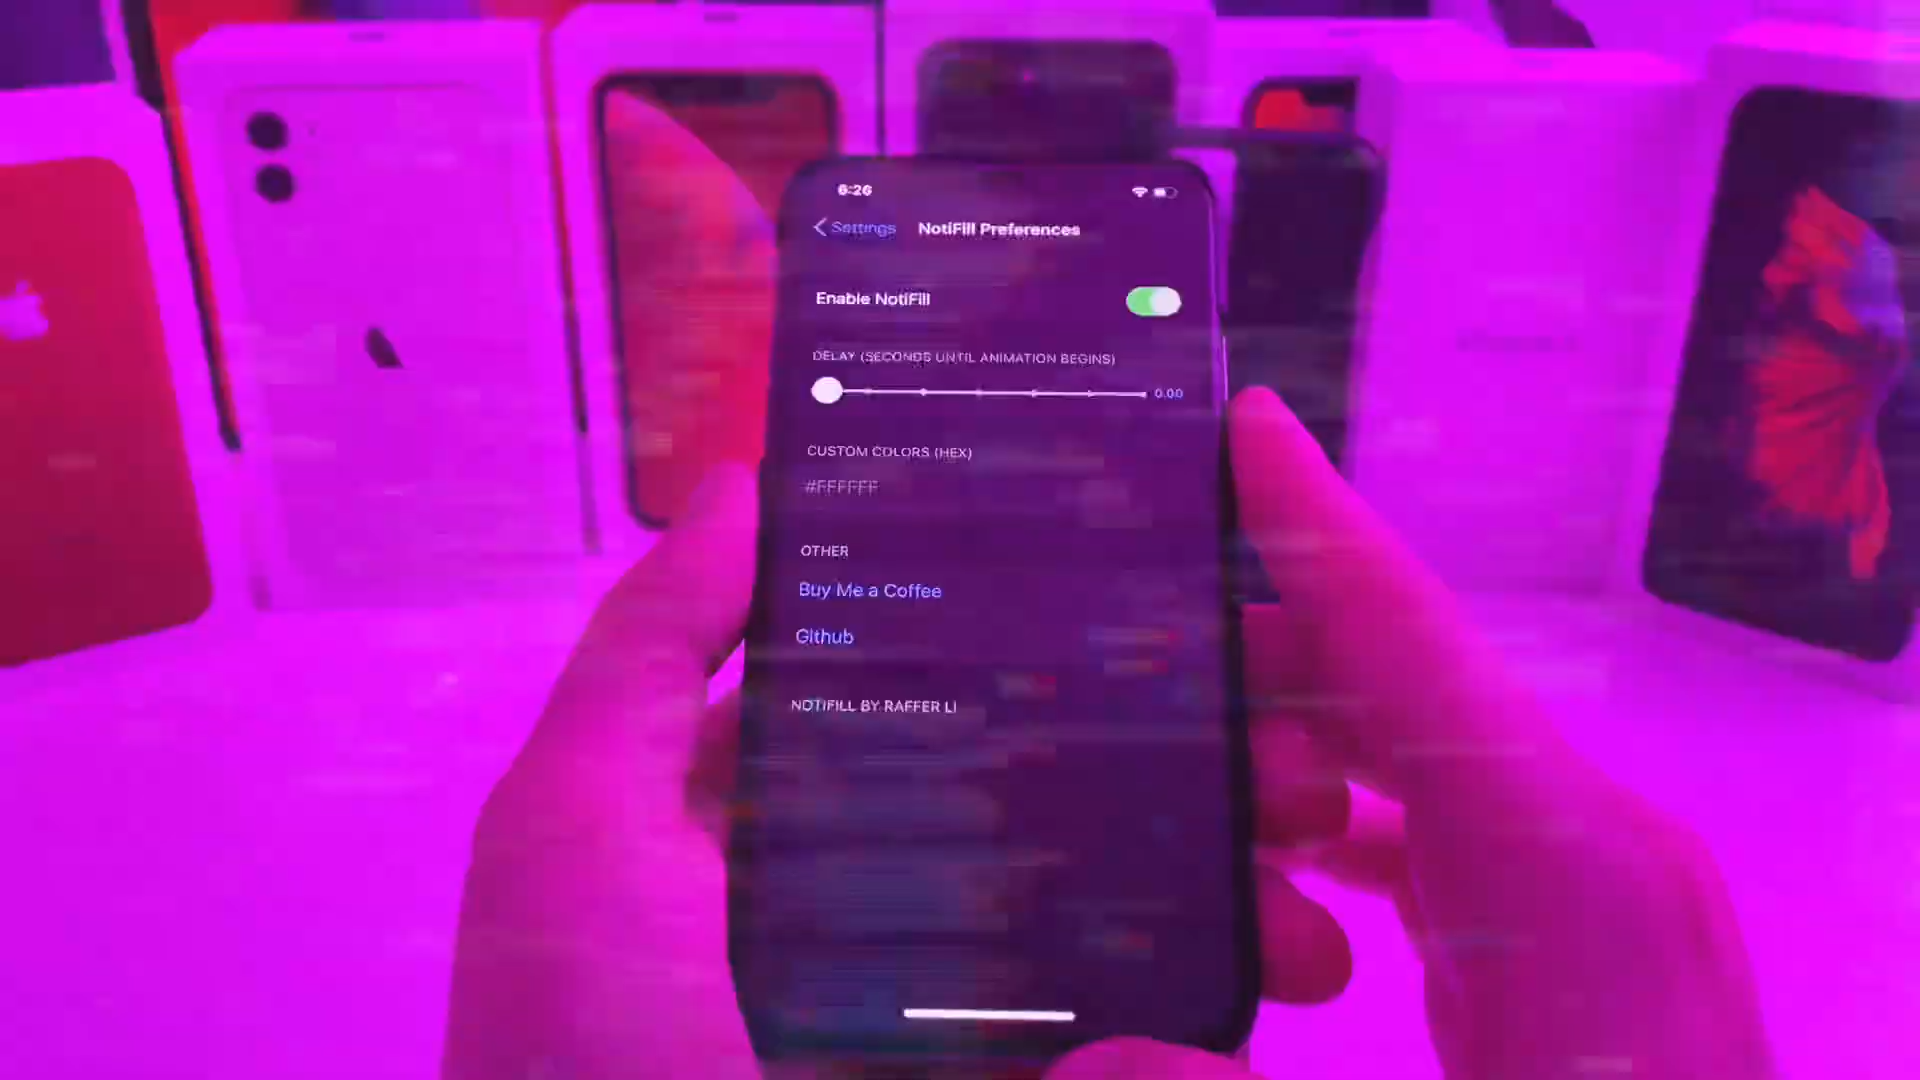 6:26
Settings
NotiFill Preferences
Enable NotiFill
DELAY (SECONDS UNTIL ANIMATION BEGINS)
0.00
CUSTOM COLORS (HEX)
#FFFFFF
OTHER
Buy Me a Coffee
Github
NOTIFILL BY RAFFER LI